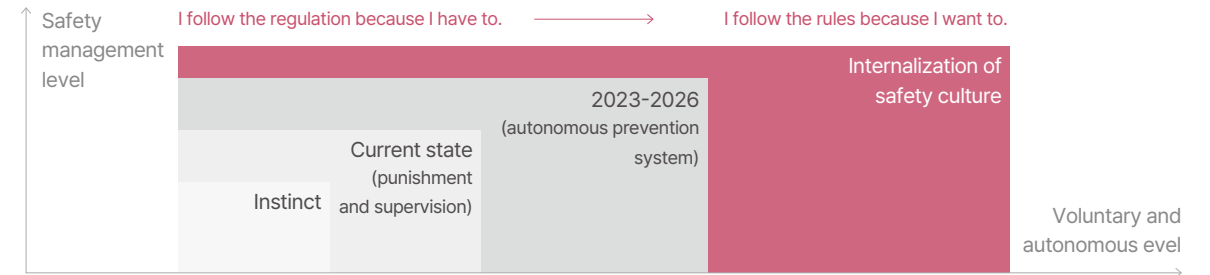 Safety
management
level
I follow the regulation because I have to.
I follow the rules because I want to.
Internalization of
safety culture
2023-2026
(autonomous prevention
system)
Current state
(punishment
and supervision)
Instinct
Voluntary and
autonomous evel